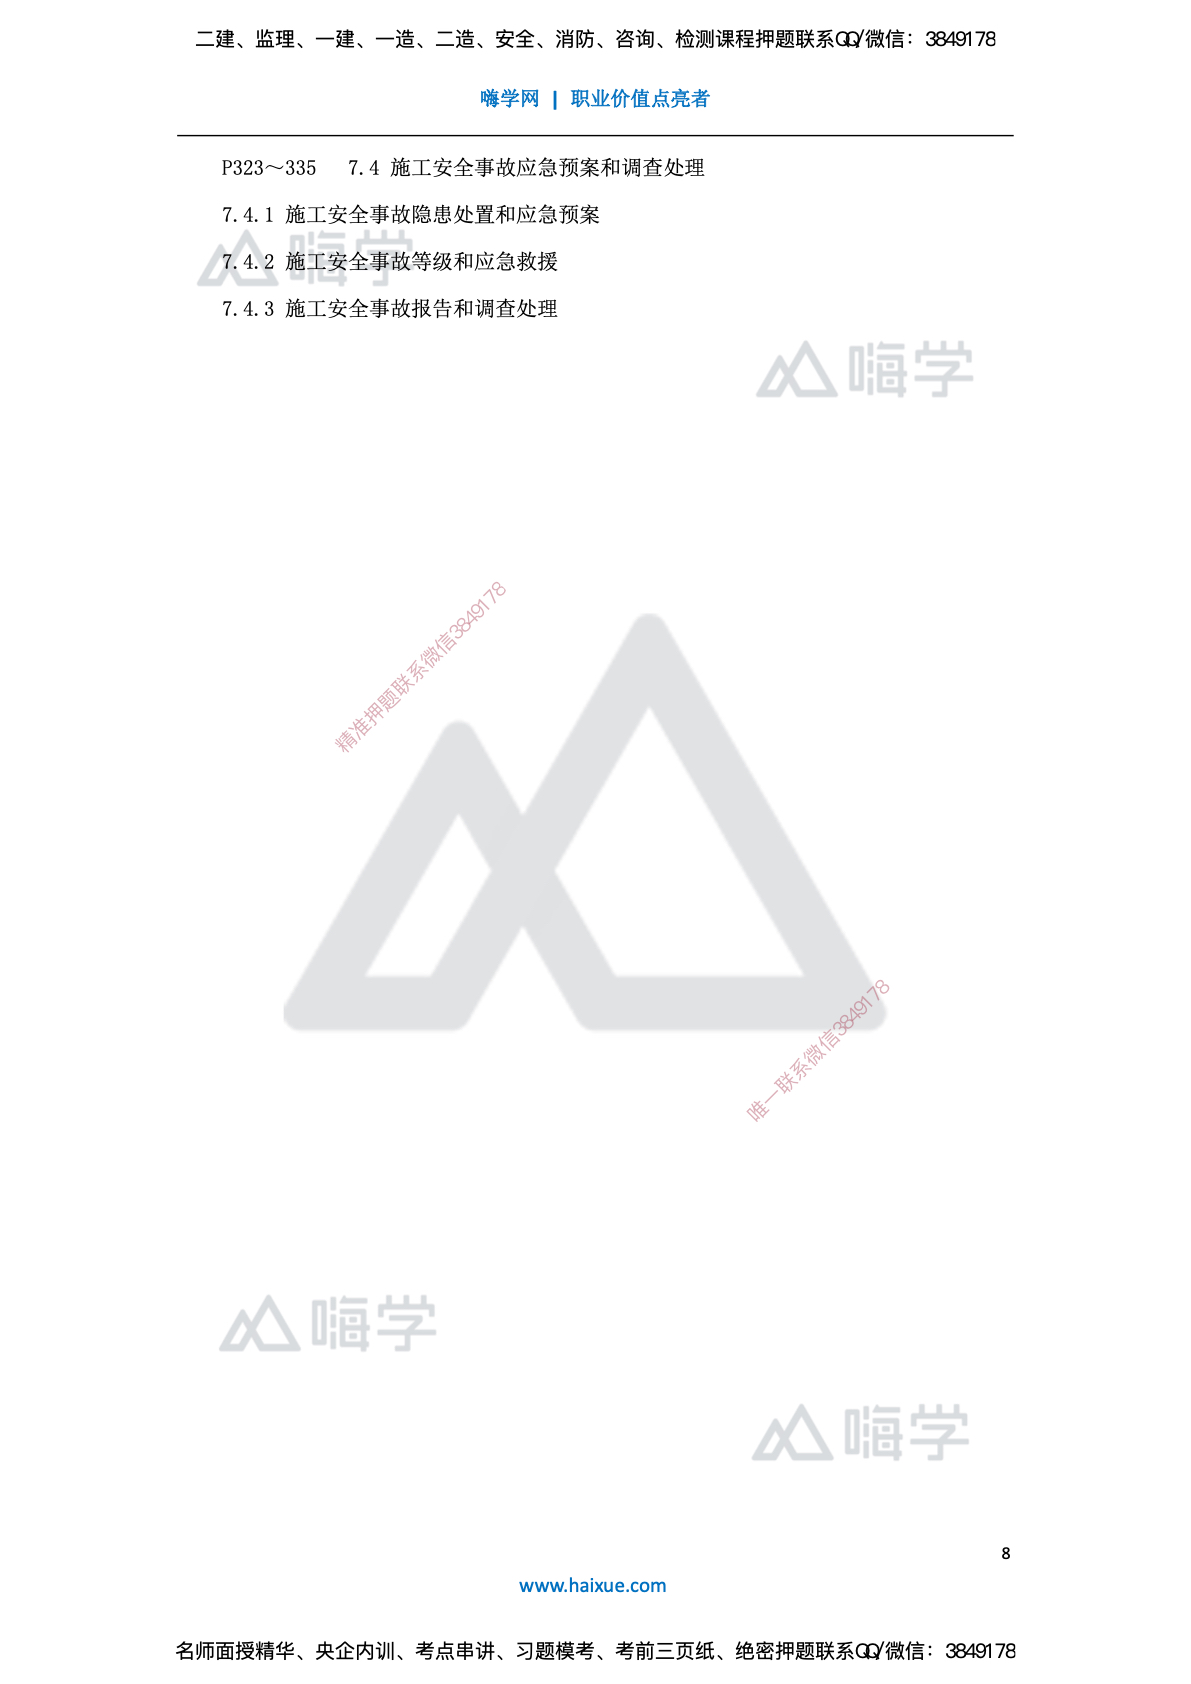 二建、监理、一建、一造、二造、安全、消防、咨询、检测课程押题联系QQ/微信：3849178
嗨学网 | 职业价值点亮者
P323～335 7.4 施工安全事故应急预案和调查处理
7.4.1 施工安全事故隐患处置和应急预案
嗨学
7.4.2 施工安全事故等级和应急救援
7.4.3 施工安全事故报告和调查处理
嗨学
精准押题联系微信3849178
唯一联系微信3849178
嗨学
嗨学
8
www.haixue.com
名师面授精华、央企内训、考点串讲、习题模考、考前三页纸、绝密押题联系QQ/微信：3849178